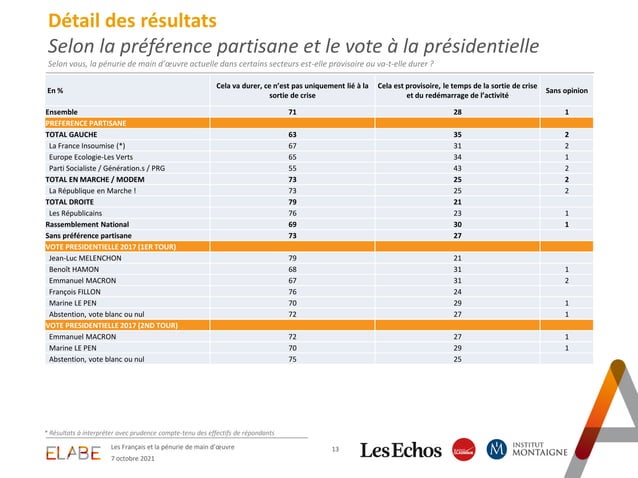 Détail des résultats
Selon la préférence partisane et le vote à la présidentielle
Selon vous, la pénurie de main d'œuvre actuelle dans certains secteurs est-elle provisoire ou va-t-elle durer ?
En % Cela va durer, ce n'est pas uniquement lié à la sortie de crise Cela est provisoire, le temps de la sortie de crise et du redémarrage de l'activité Sans opinion
Ensemble 71 28 1
PREFERENCE PARTISANE
TOTAL GAUCHE 63 35 2
La France Insoumise (*) 67 31 2
Europe Ecologie-Les Verts 65 34 1
Parti Socialiste / Génération.s / PRG 55 43 2
TOTAL EN MARCHE / MODEM 73 25 2
La République en Marche ! 73 25 2
TOTAL DROITE 79 21
Les Républicains 76 23 1
Rassemblement National 69 30 1
Sans préférence partisane 73 27
VOTE PRESIDENTIELLE 2017 (1ER TOUR)
Jean-Luc MELENCHON 79 21
Benoît HAMON 68 31 1
Emmanuel MACRON 67 31 2
François FILLON 76 24
Marine LE PEN 70 29 1
Abstention, vote blanc ou nul 72 27 1
VOTE PRESIDENTIELLE 2017 (2ND TOUR)
Emmanuel MACRON 72 27 1
Marine LE PEN 70 29 1
Abstention, vote blanc ou nul 75 25
* Résultats à interpréter avec prudence compte-tenu des effectifs de répondants
ELABE
Les Français et la pénurie de main d'œuvre
7 octobre 2021
13
Les Echos
RADIO CLASSIQUE
M
INSTITUT
MONTAIGNE